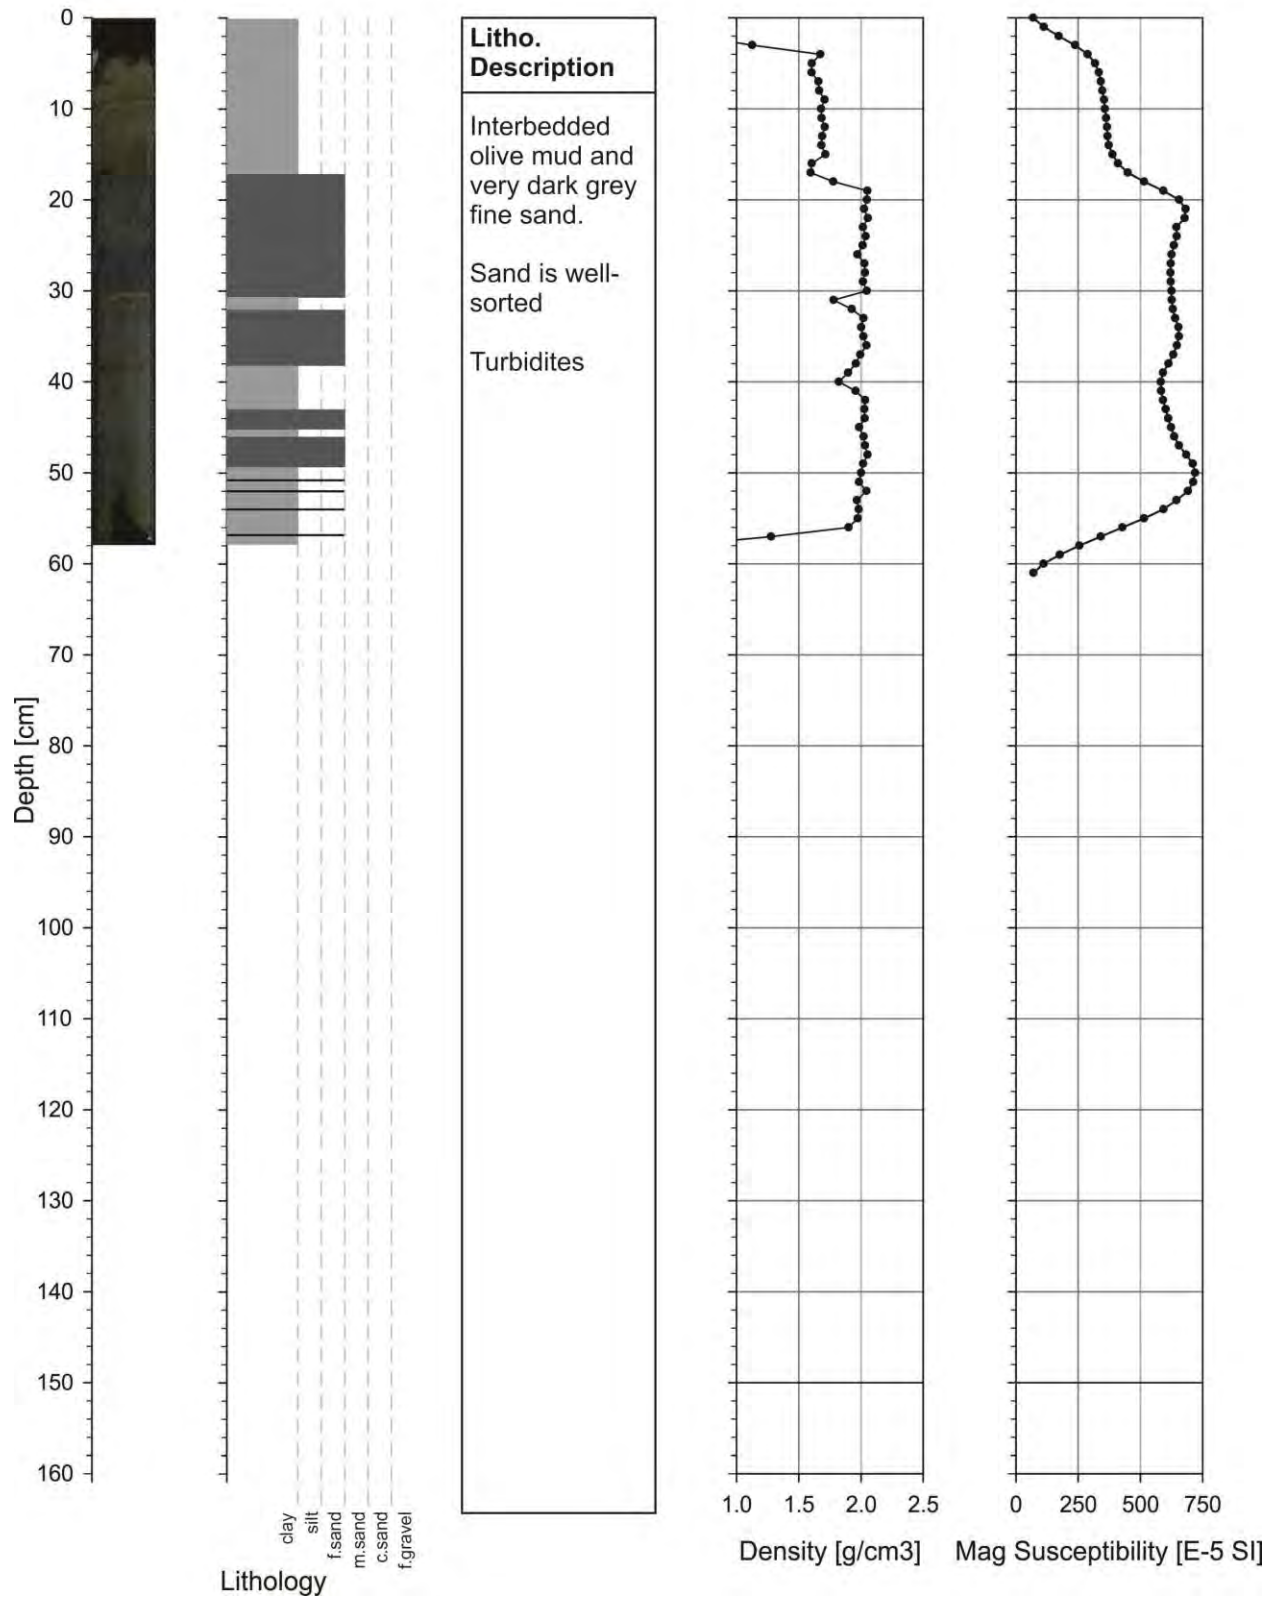 0
10
20
30
40
50
60
70
80
90
100
110
120
130
140
150
160
Depth [cm]
clay
silt
f.sand
m.sand
c.sand
f.gravel
Lithology
Litho.
Description
Interbedded
olive mud and
very dark grey
fine sand.
Sand is well-
sorted
Turbidites
1.0 1.5 2.0 2.5
Density [g/cm3]
0 250 500 750
Mag Susceptibility [E-5 SI]